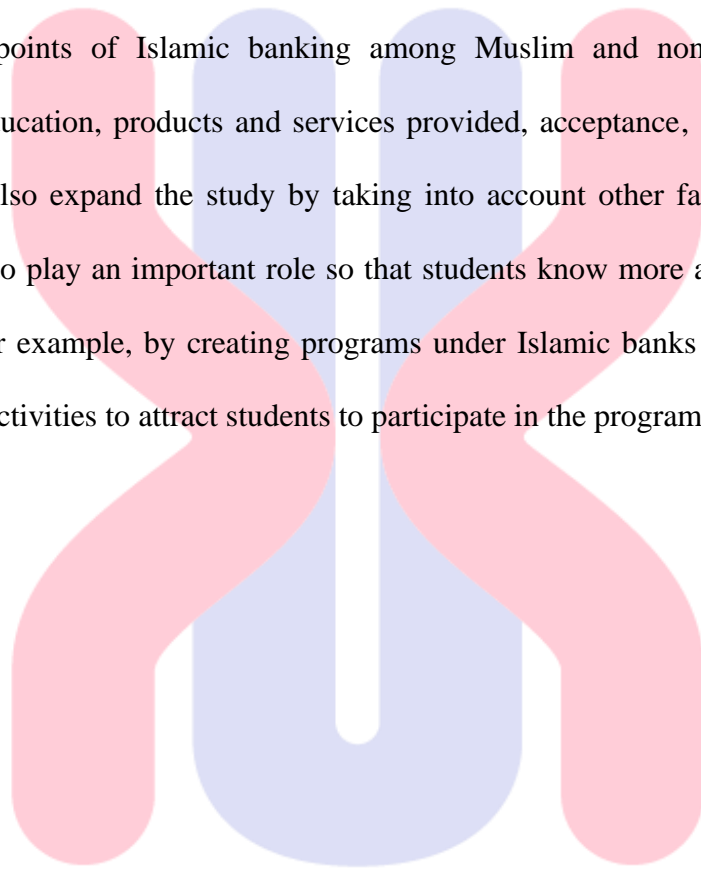 points of Islamic banking among Muslim and non
ucation, products and services provided, acceptance,
lso expand the study by taking into account other fa
o play an important role so that students know more a
r example, by creating programs under Islamic banks
ctivities to attract students to participate in the program